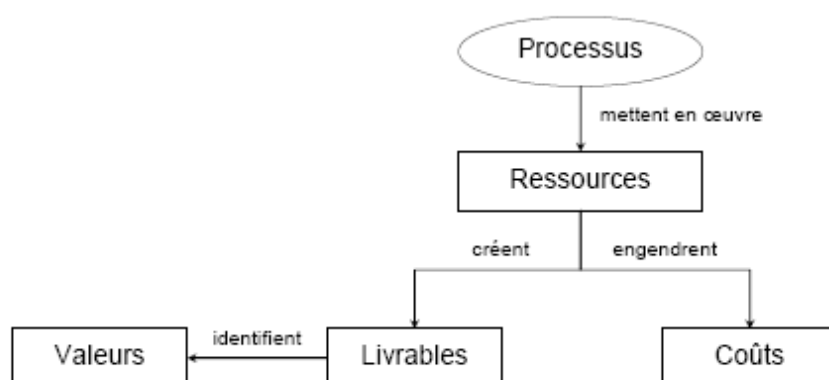 Processus
mettent en œuvre
Ressources
créent
engendrent
Valeurs
identifient
Livrables
Coûts